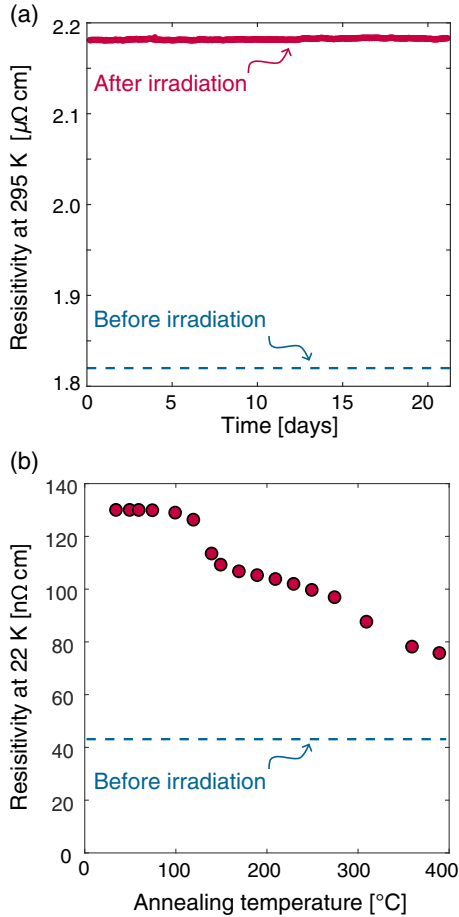 (a)
2.2
2.1
2.0
1.9
1.8
Resisitivity at 295 K [μΩ cm]
After irradiation
Before irradiation
0 5 10 15 20
Time [days]
(b)
140
120
100
80
60
40
20
0
Resisitivity at 22 K [nΩ cm]
Before irradiation
0 100 200 300 400
Annealing temperature [°C]